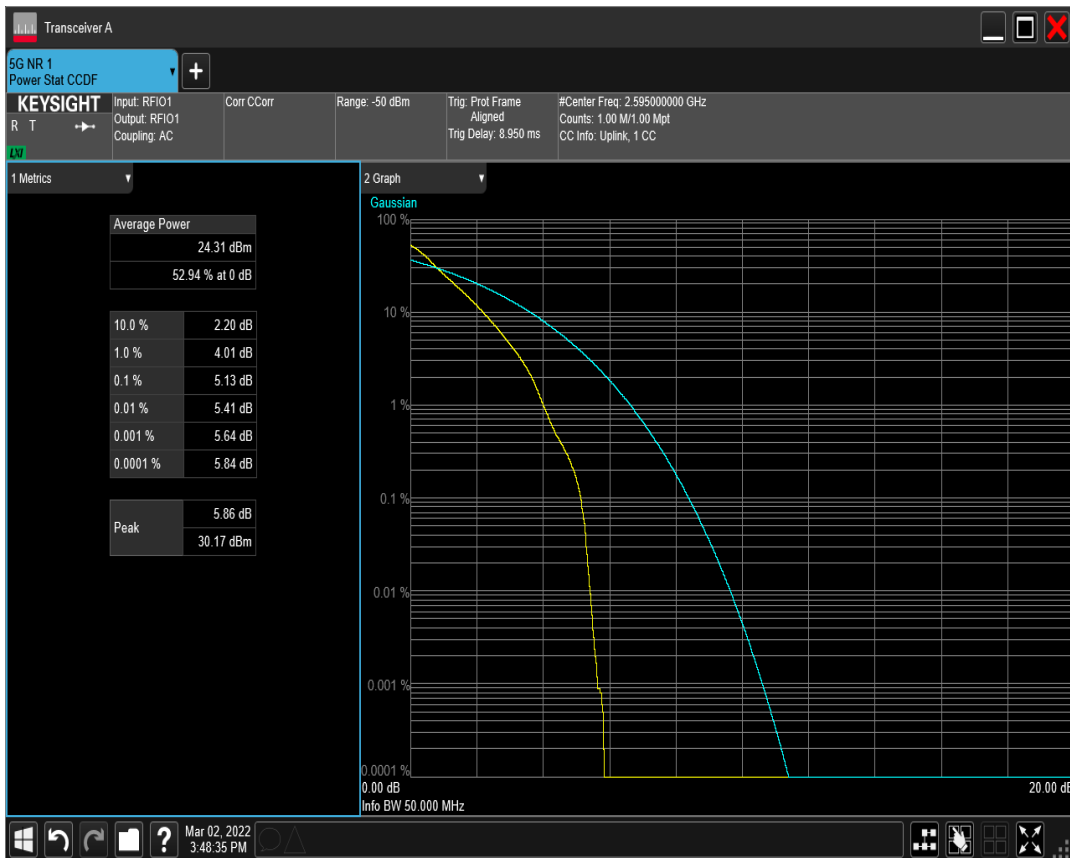 Transceiver A
5G NR 1
Power Stat CCDF
KEYSIGHT
R T
LXI
Input: RFIO1
Output: RFIO1
Coupling: AC
Corr CCorr
Range: -50 dBm
Trig: Prot Frame
Aligned
Trig Delay: 8.950 ms
#Center Freq: 2.595000000 GHz
Counts: 1.00 M/1.00 Mpt
CC Info: Uplink, 1 CC
1 Metrics
Average Power
24.31 dBm
52.94 % at 0 dB
10.0 % 2.20 dB
1.0 % 4.01 dB
0.1 % 5.13 dB
0.01 % 5.41 dB
0.001 % 5.64 dB
0.0001 % 5.84 dB
Peak
5.86 dB
30.17 dBm
2 Graph
Gaussian
100 %
10 %
1 %
0.1 %
0.01 %
0.001 %
0.0001 %
0.00 dB 20.00 dB
Info BW 50.000 MHz
?
Mar 02, 2022
3:48:35 PM